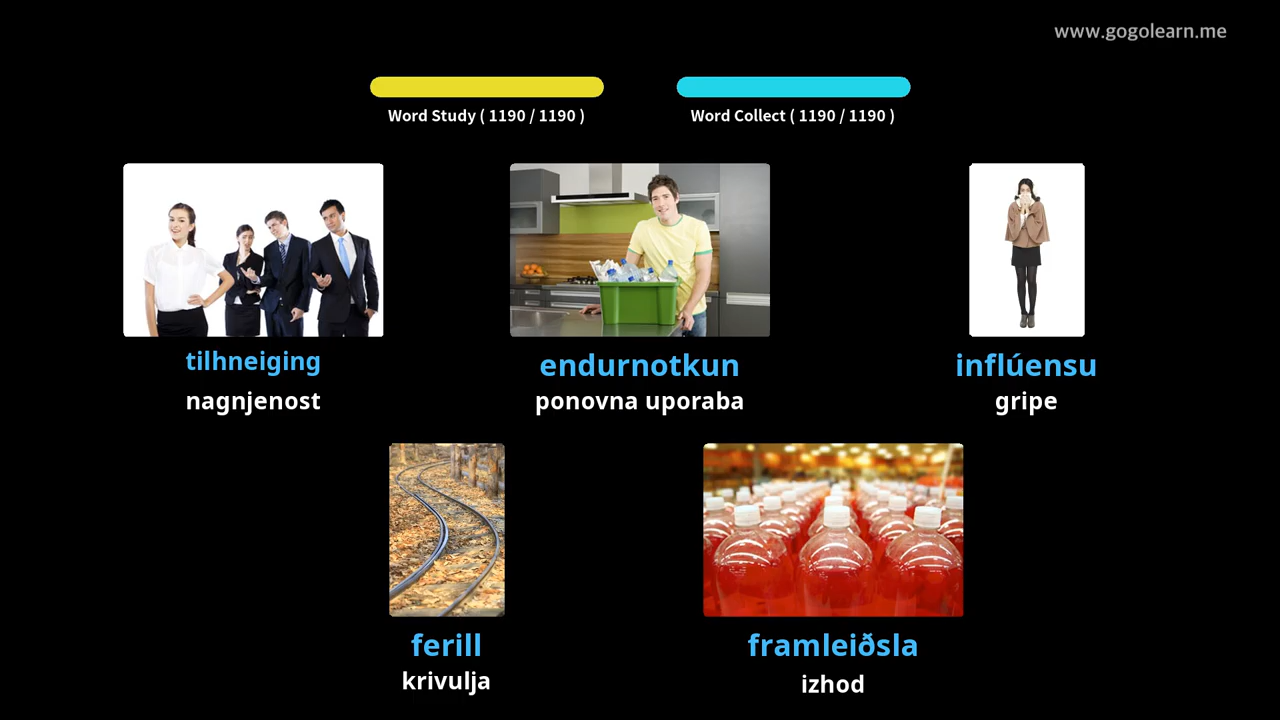 www.gogolearn.me
Word Study ( 1190 / 1190 )
Word Collect ( 1190 / 1190 )
tilhneiging
nagnjenost
endurnotkun
ponovna uporaba
inflúensu
gripe
ferill
krivulja
framleiðsla
izhod